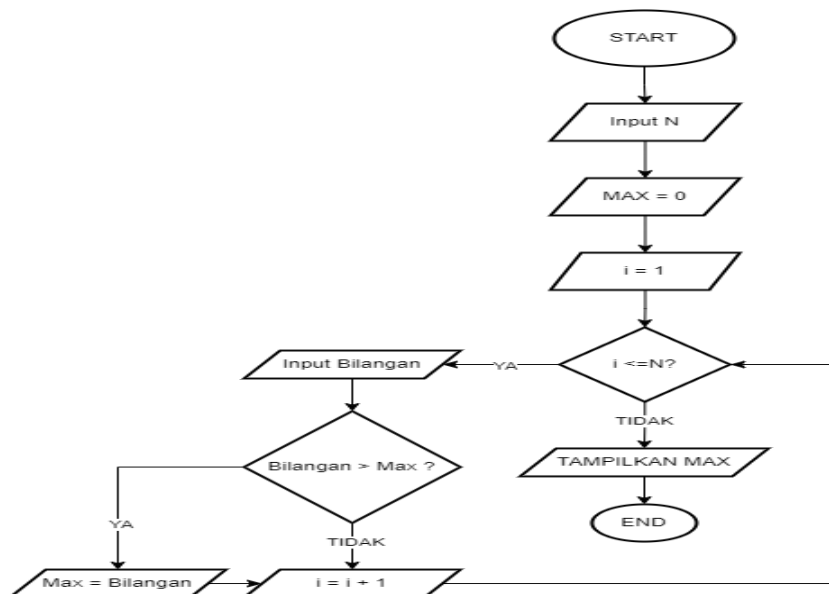 START
Input N
MAX = 0
i = 1
i <=N?
YA
Input Bilangan
Bilangan > Max ?
YA
Max = Bilangan
TIDAK
i = i + 1
TIDAK
TAMPILKAN MAX
END